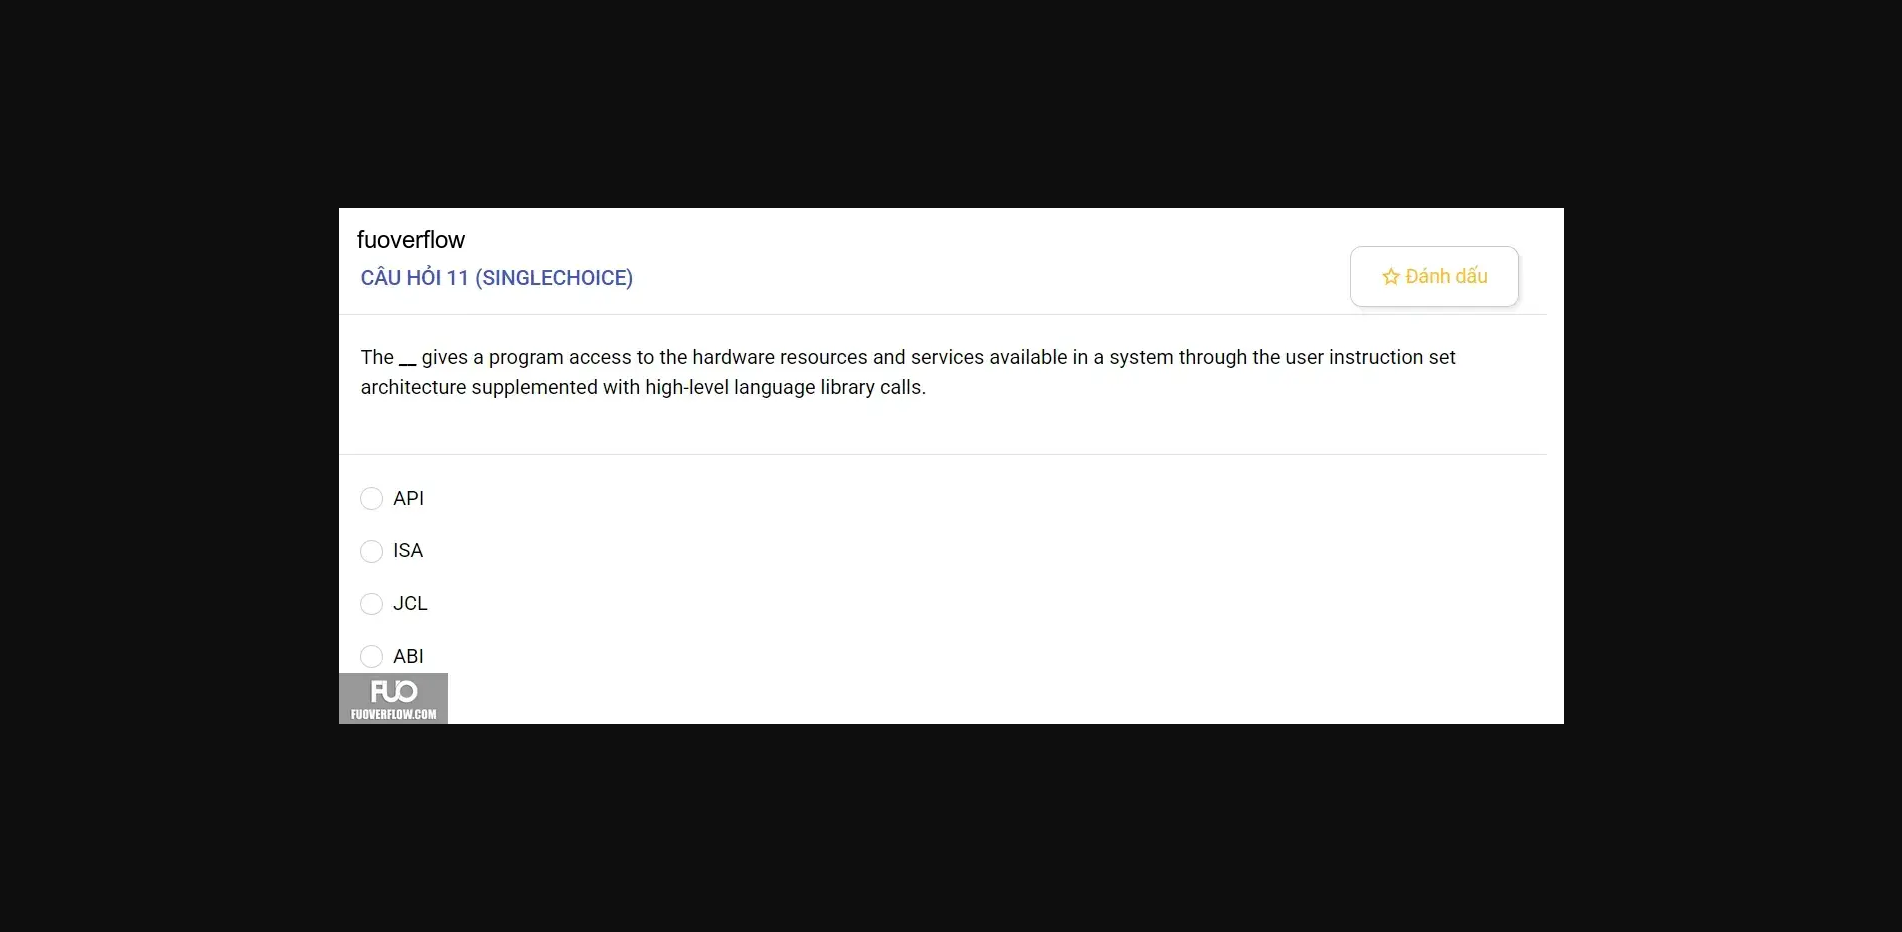 fuoverflow
CÂU HỎI 11 (SINGLECHOICE)
Đánh dấu
The __ gives a program access to the hardware resources and services available in a system through the user instruction set
architecture supplemented with high-level language library calls.
API
ISA
JCL
ABI
FUO
FUOVERFLOW.COM